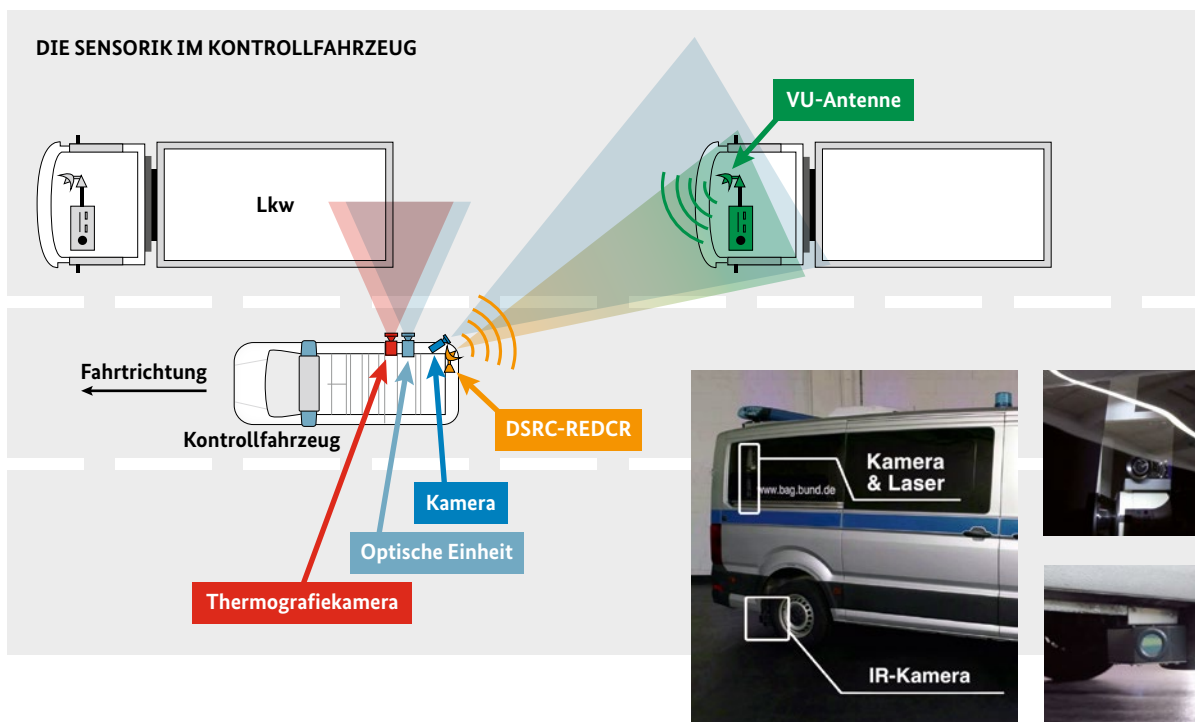 DIE SENSORIK IM KONTROLLFAHRZEUG
VU-Antenne
Lkw
Fahrtrichtung
Kontrollfahrzeug
DSRC-REDCR
Kamera
Optische Einheit
Thermografiekamera
Kamera
& Laser
www.bag.bund.de
IR-Kamera